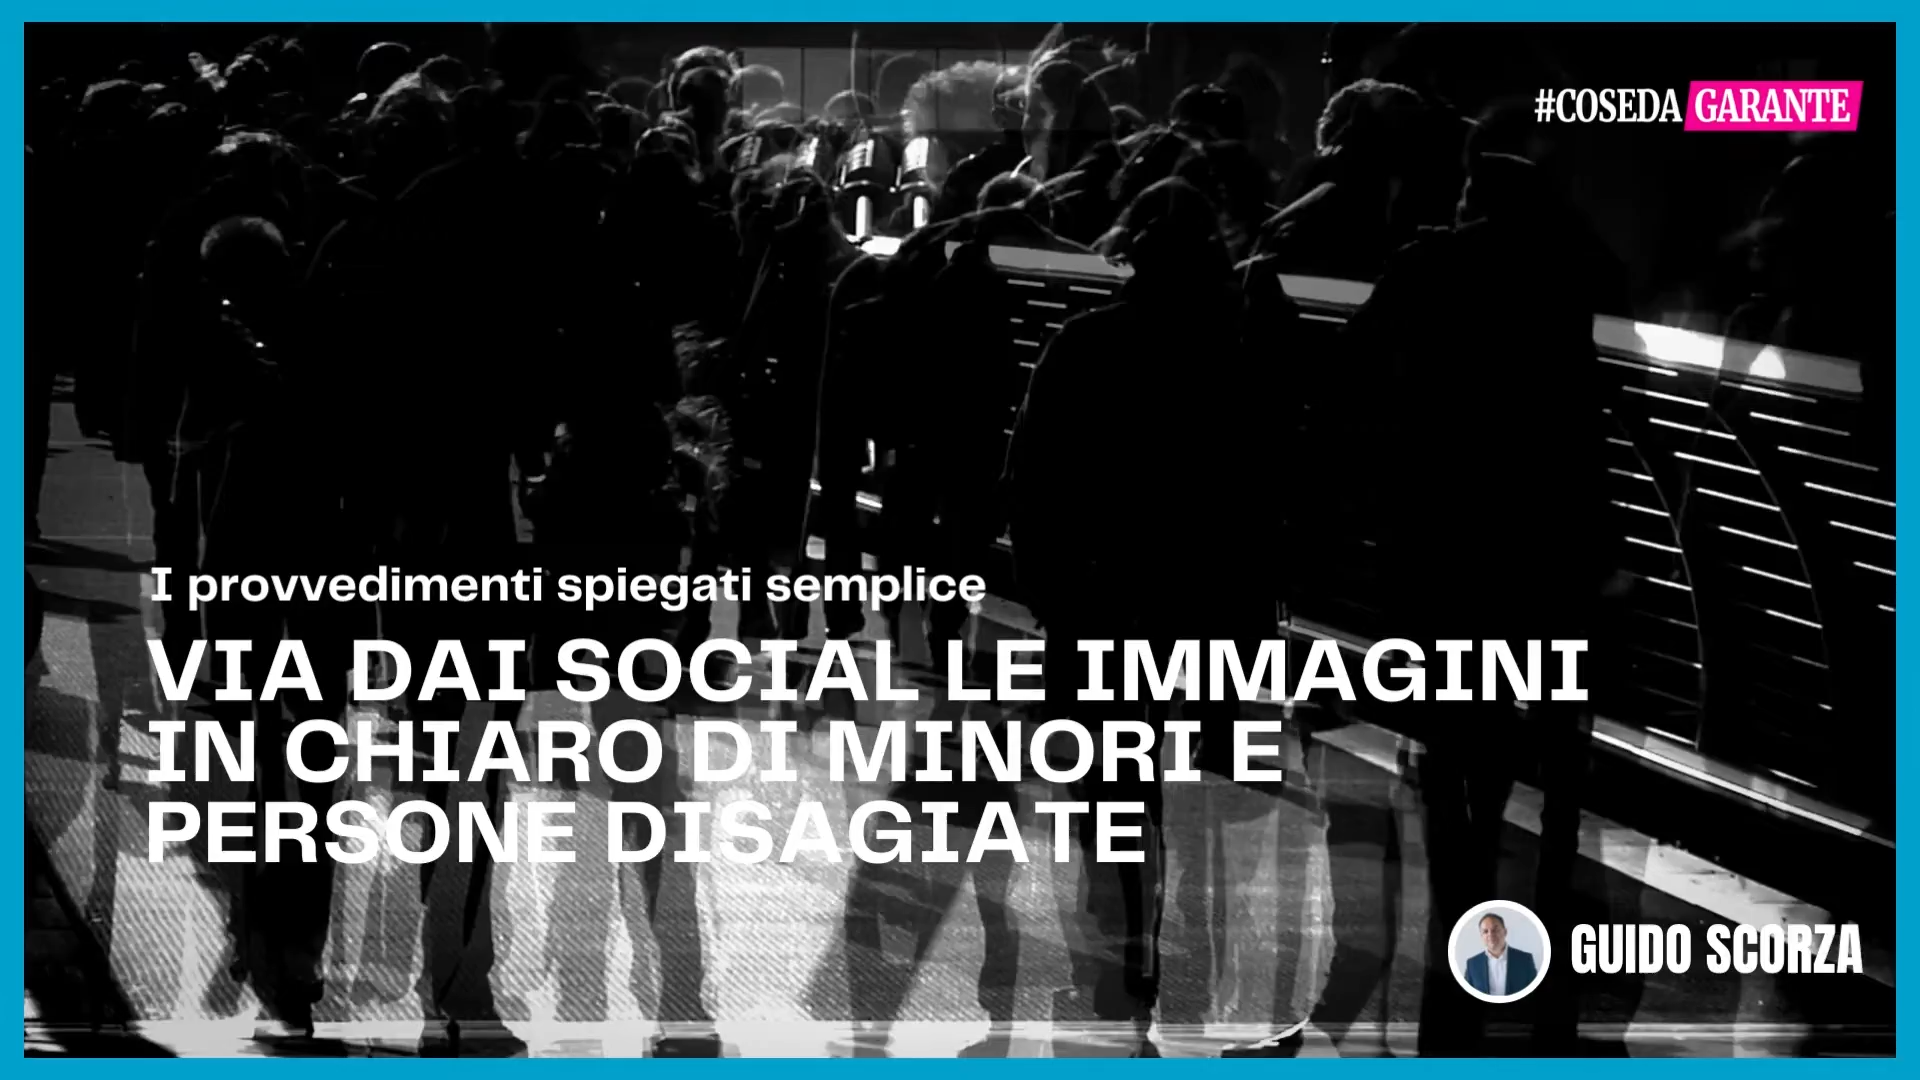 #COSEDA GARANTE
I provvedimenti spiegati semplice
VIA DAI SOCIAL LE IMMAGINI
IN CHIARO DI MINORI E
PERSONE DISAGIATE
GUIDO SCORZA